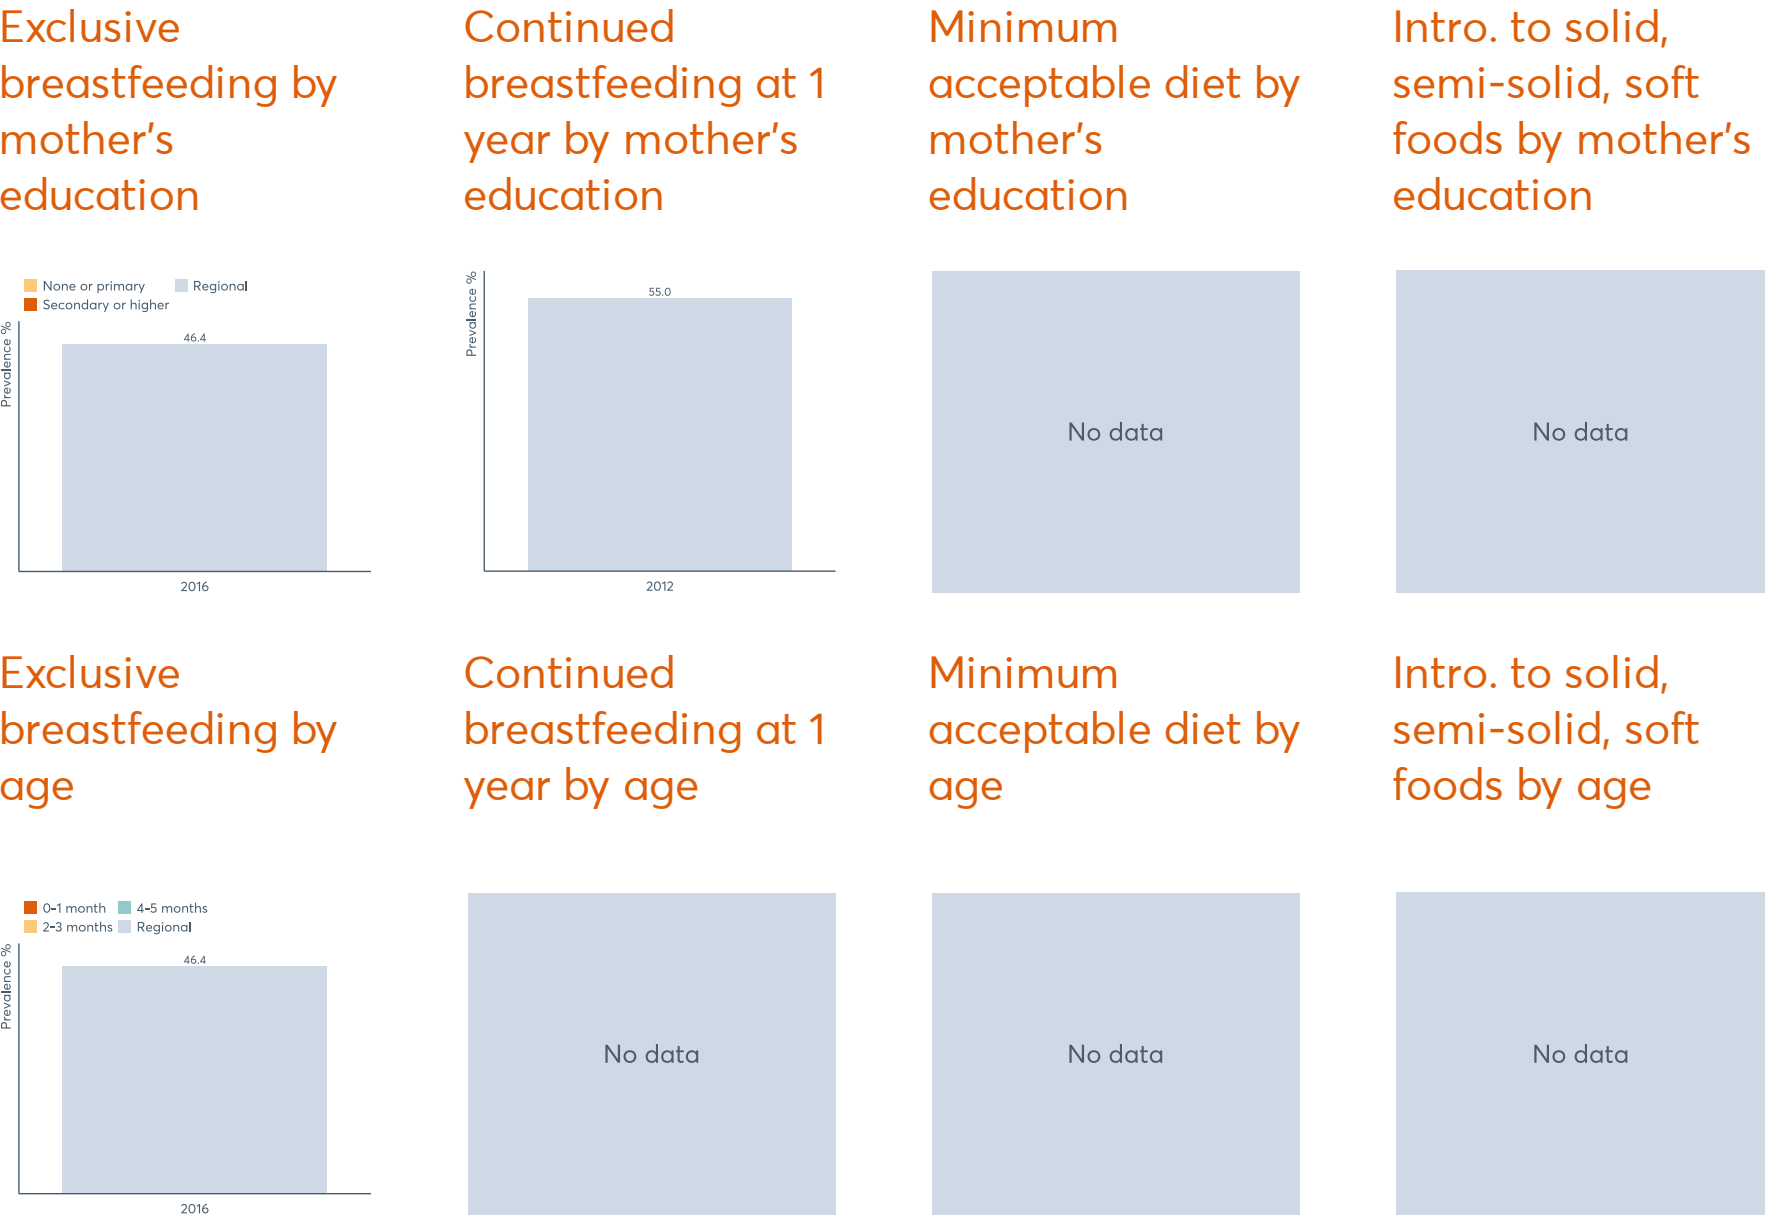 Exclusive
breastfeeding by
mother's
education
Continued
breastfeeding at 1
year by mother's
education
Minimum
acceptable diet by
mother's
education
Intro. to solid,
semi-solid, soft
foods by mother's
education
None or primary
Regional
Secondary or higher
Prevalence %
46.4
2016
Prevalence %
55.0
2012
No data
No data
Exclusive
breastfeeding by
age
Continued
breastfeeding at 1
year by age
Minimum
acceptable diet by
age
Intro. to solid,
semi-solid, soft
foods by age
0-1 month
4-5 months
2-3 months
Regional
Prevalence %
46.4
2016
No data
No data
No data